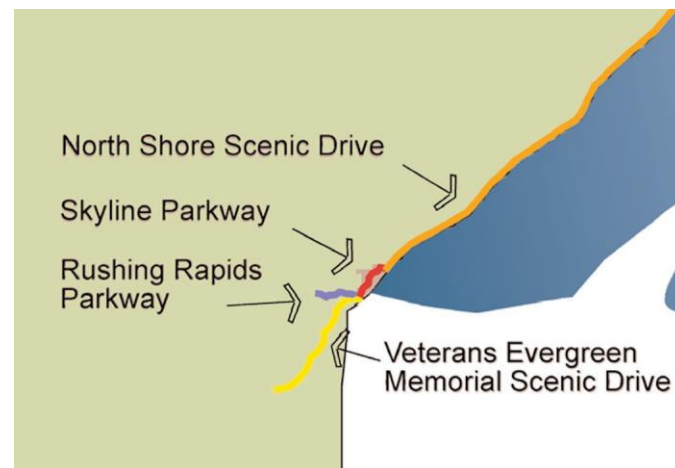 North Shore Scenic Drive
Skyline Parkway
Rushing Rapids
Parkway
Veterans Evergreen
Memorial Scenic Drive